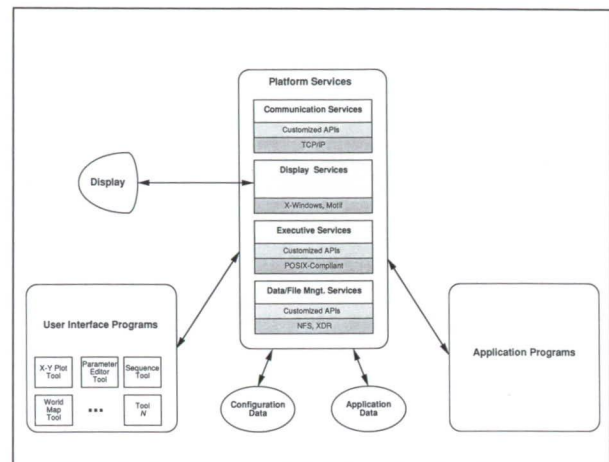 Platform Services
Communication Services
Customized APIs
TCP/IP
Display Services
X-Windows, Motif
Executive Services
Customized APIs
POSIX-Compliant
Data/File Mngt. Services
Customized APIs
NFS, XDR
Display
User Interface Programs
X-Y Plot
Tool
Parameter
Editor
Tool
Sequence
Tool
World
Map
Tool
...
Tool
N
Configuration
Data
Application
Data
Application Programs